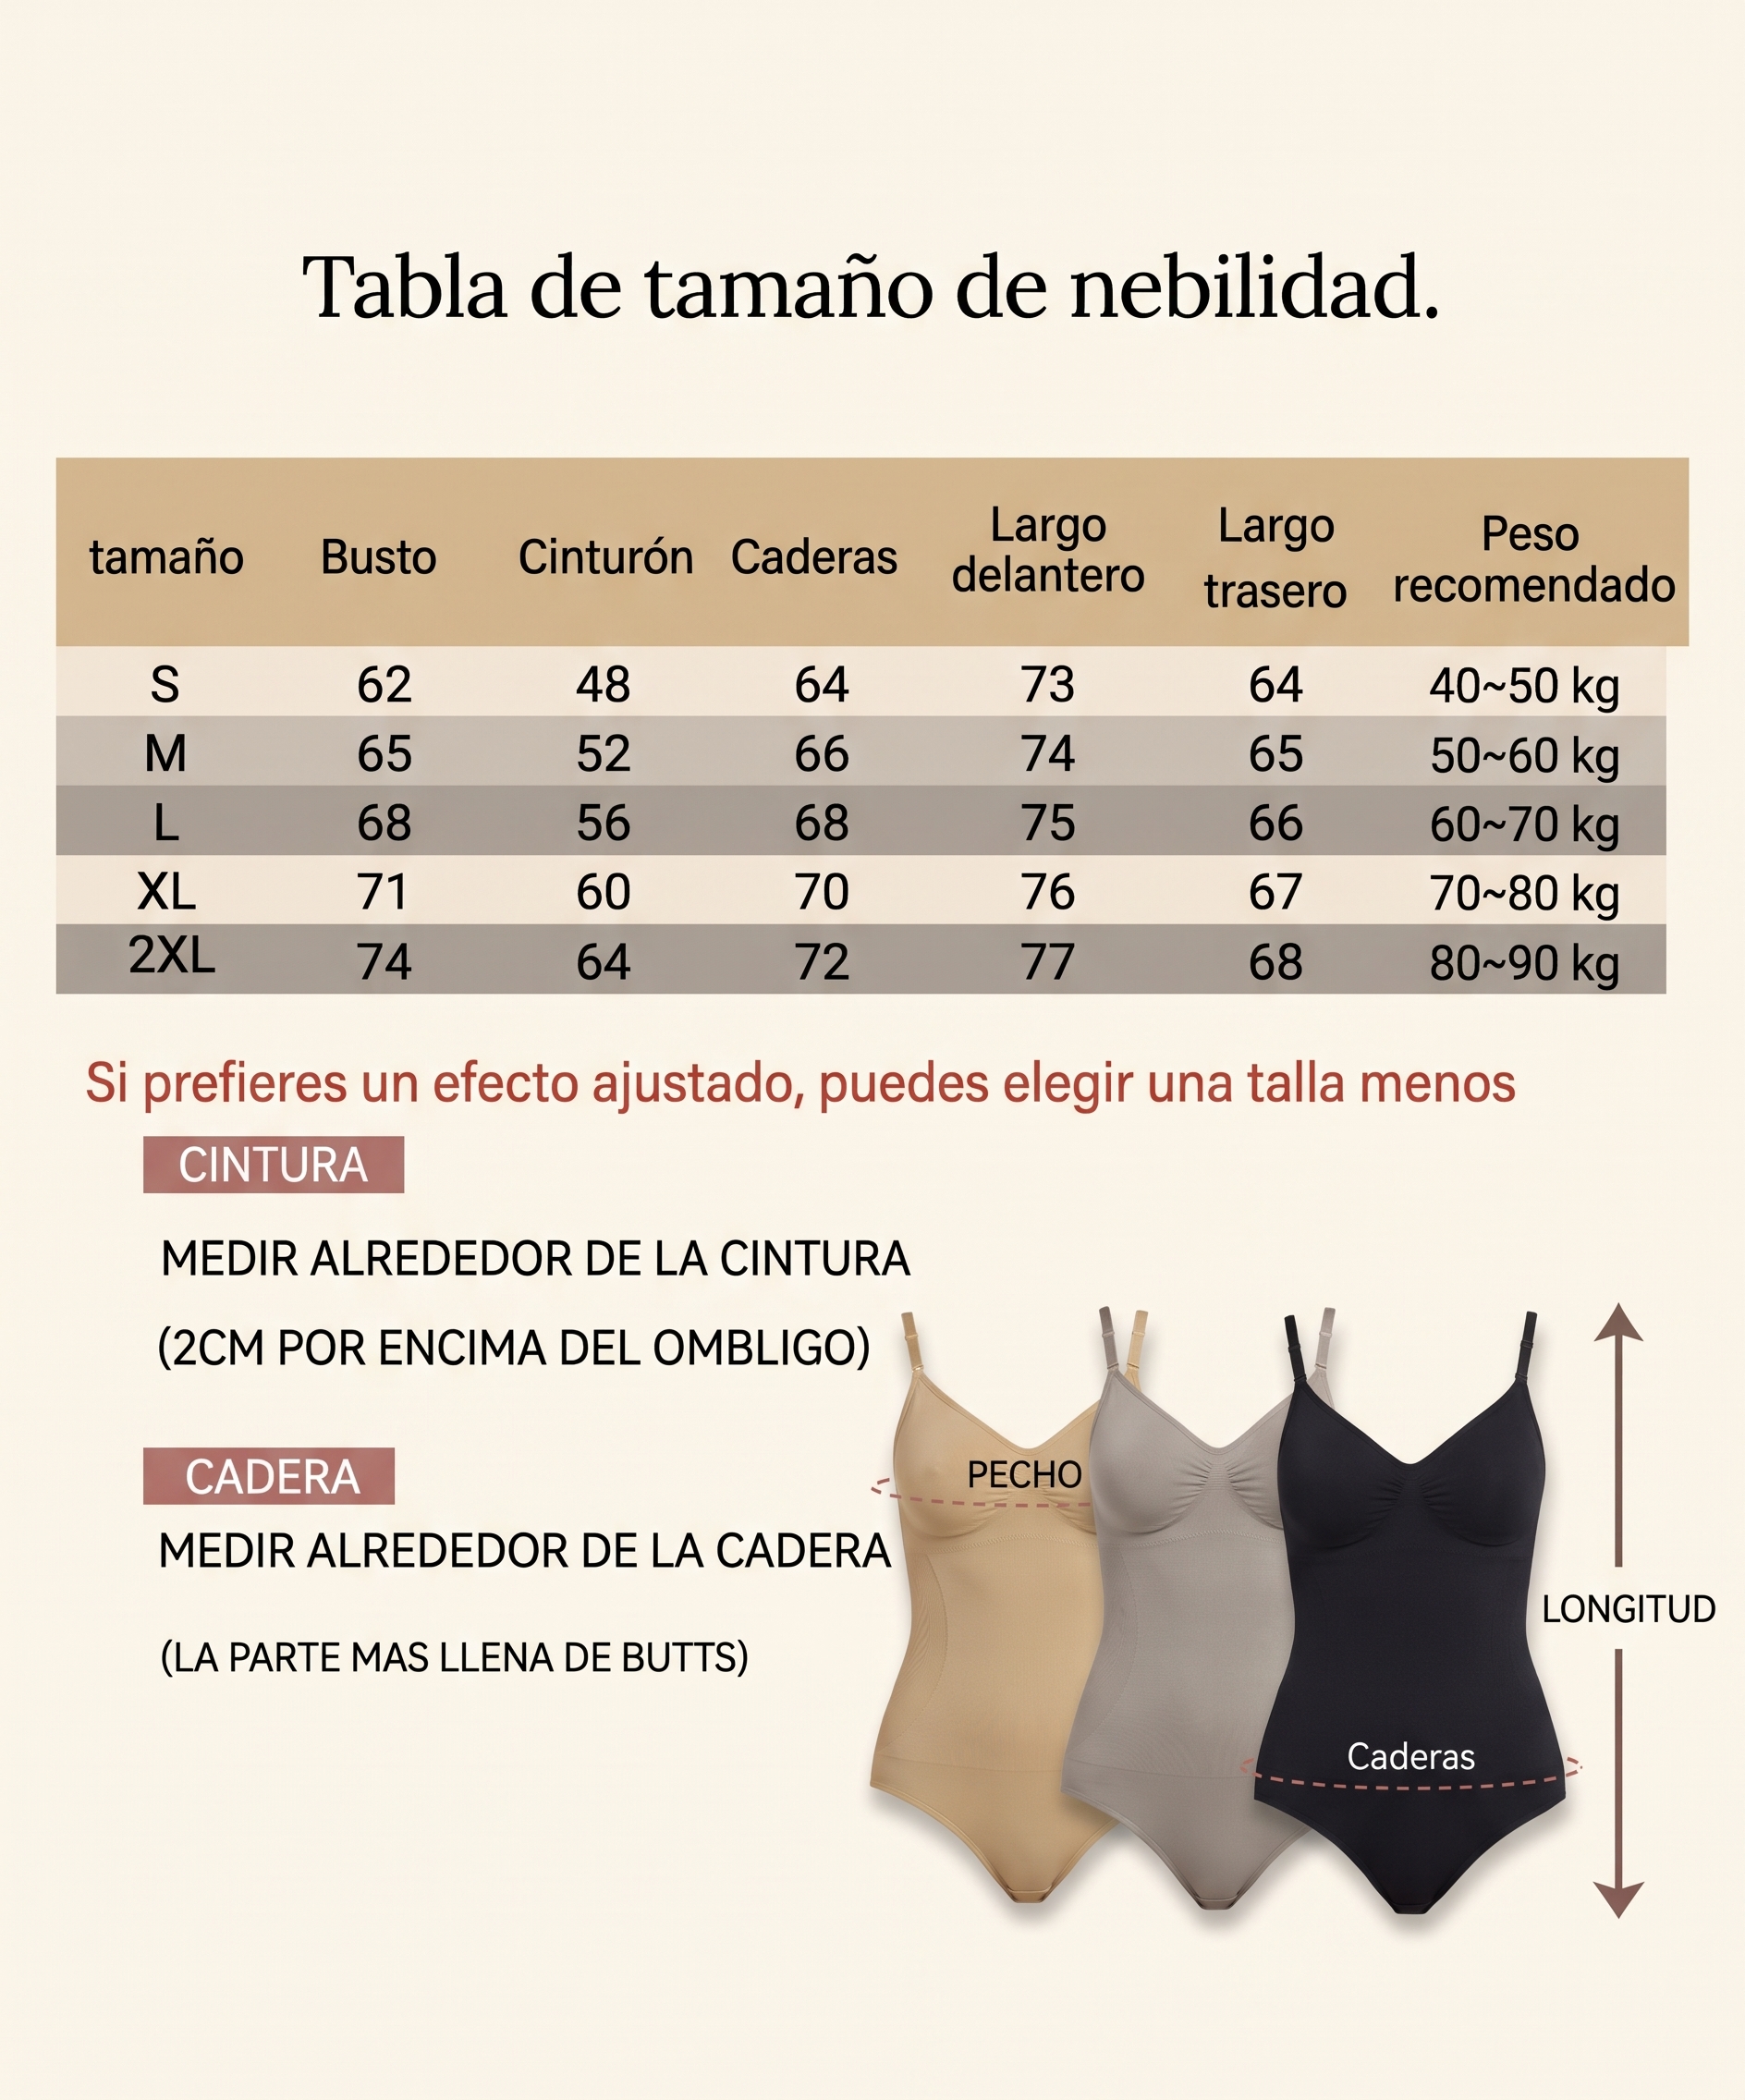 Tabla de tamaño de nebilidad.
tamaño Busto Cinturón Caderas Largo delantero Largo trasero Peso recomendado
S 62 48 64 73 64 40~50 kg
M 65 52 66 74 65 50~60 kg
L 68 56 68 75 66 60~70 kg
XL 71 60 70 76 67 70~80 kg
2XL 74 64 72 77 68 80~90 kg
Si prefieres un efecto ajustado, puedes elegir una talla menos
CINTURA
MEDIR ALREDEDOR DE LA CINTURA
(2CM POR ENCIMA DEL OMBLIGO)
CADERA
MEDIR ALREDEDOR DE LA CADERA
(LA PARTE MAS LLENA DE BUTTS)
PECHO
LONGITUD
Caderas